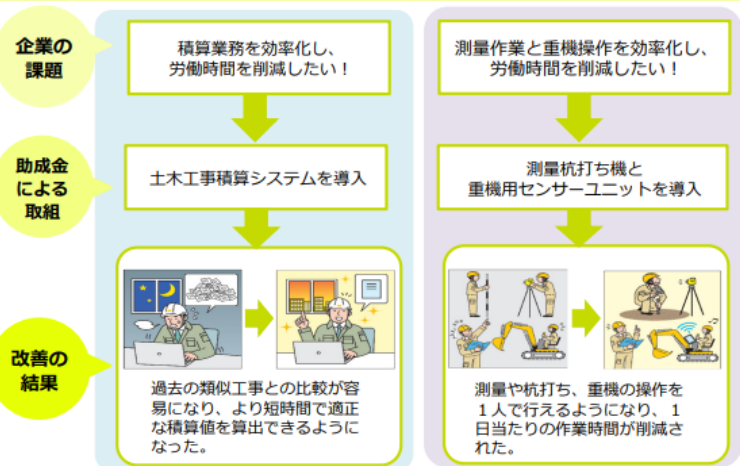 企業の
課題
積算業務を効率化し、
労働時間を削減したい！
測量作業と重機操作を効率化し、
労働時間を削減したい！
助成金
による
取組
土木工事積算システムを導入
測量杭打ち機と
重機用センサーユニットを導入
改善の
結果
過去の類似工事との比較が容
易になり、より短時間で適正
な積算値を算出できるように
なった。
測量や杭打ち、重機の操作を
１人で行えるようになり、１
日当たりの作業時間が削減さ
れた。